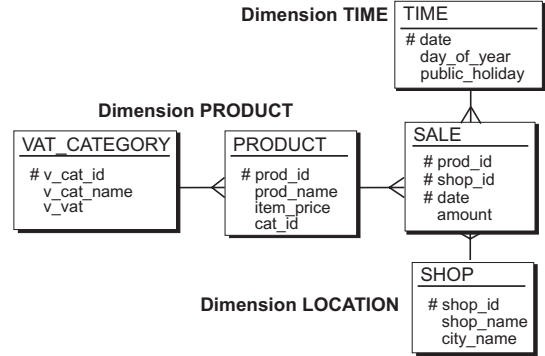 Dimension TIME
TIME
# date
day_of_year
public_holiday
Dimension PRODUCT
VAT_CATEGORY
# v_cat_id
v_cat_name
v_vat
PRODUCT
# prod_id
prod_name
item_price
cat_id
SALE
# prod_id
# shop_id
# date
amount
Dimension LOCATION
SHOP
# shop_id
shop_name
city_name